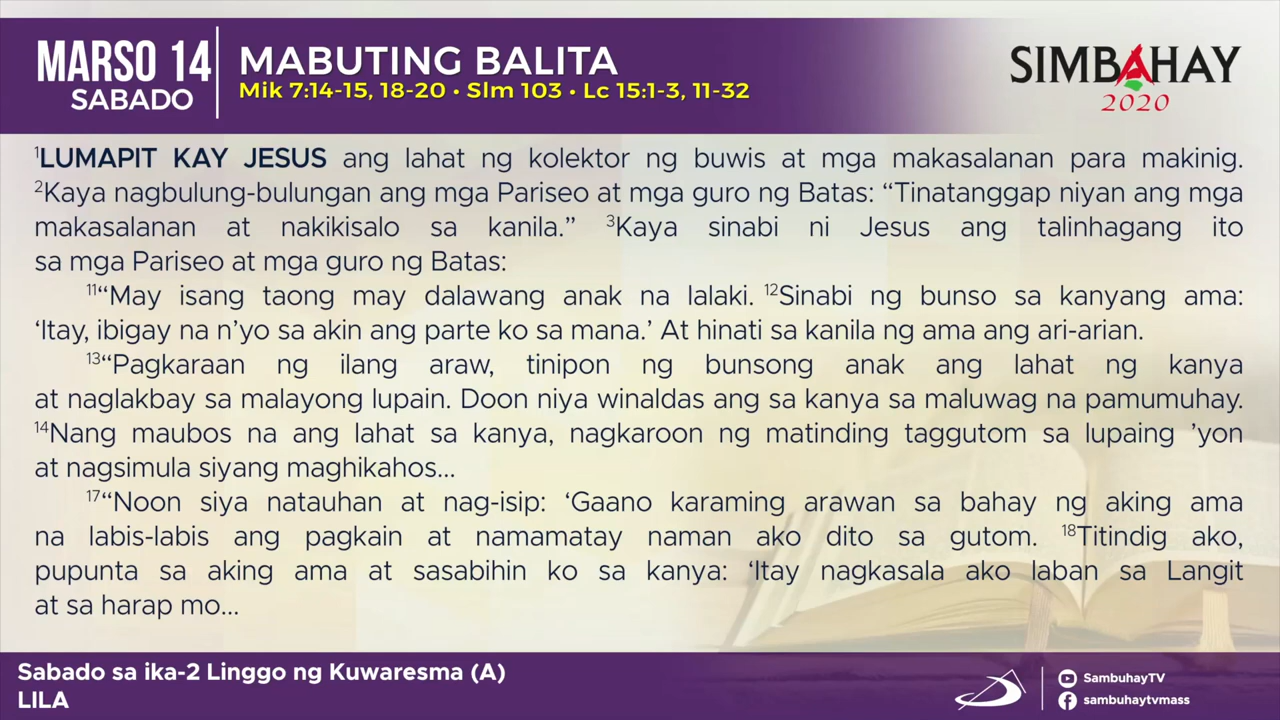 MARSO 14
SABADO
MABUTING BALITA
Mik 7:14-15, 18-20 • Slm 103 • Lc 15:1-3, 11-32
SIMBAHAY
2020
¹LUMAPIT KAY JESUS ang lahat ng kolektor ng buwis at mga makasalanan para makinig.
²Kaya nagbulung-bulungan ang mga Pariseo at mga guro ng Batas: “Tinatanggap niyan ang mga
makasalanan at nakikisalo sa kanila.” ³Kaya sinabi ni Jesus ang talinhagang ito
sa mga Pariseo at mga guro ng Batas:
¹¹“May isang taong may dalawang anak na lalaki. ¹²Sinabi ng bunso sa kanyang ama:
‘Itay, ibigay na n’yo sa akin ang parte ko sa mana.’ At hinati sa kanila ng ama ang ari-arian.
¹³“Pagkaraan ng ilang araw, tinipon ng bunsong anak ang lahat ng kanya
at naglakbay sa malayong lupain. Doon niya winaldas ang sa kanya sa maluwag na pamumuhay.
¹⁴Nang maubos na ang lahat sa kanya, nagkaroon ng matinding taggutom sa lupaing ’yon
at nagsimula siyang maghikahos...
¹⁷“Noon siya natauhan at nag-isip: ‘Gaano karaming arawan sa bahay ng aking ama
na labis-labis ang pagkain at namamatay naman ako dito sa gutom. ¹⁸Titindig ako,
pupunta sa aking ama at sasabihin ko sa kanya: ‘Itay nagkasala ako laban sa Langit
at sa harap mo...
Sabado sa ika-2 Linggo ng Kuwaresma (A)
LILA
SambuhayTV
sambuhaytvmass